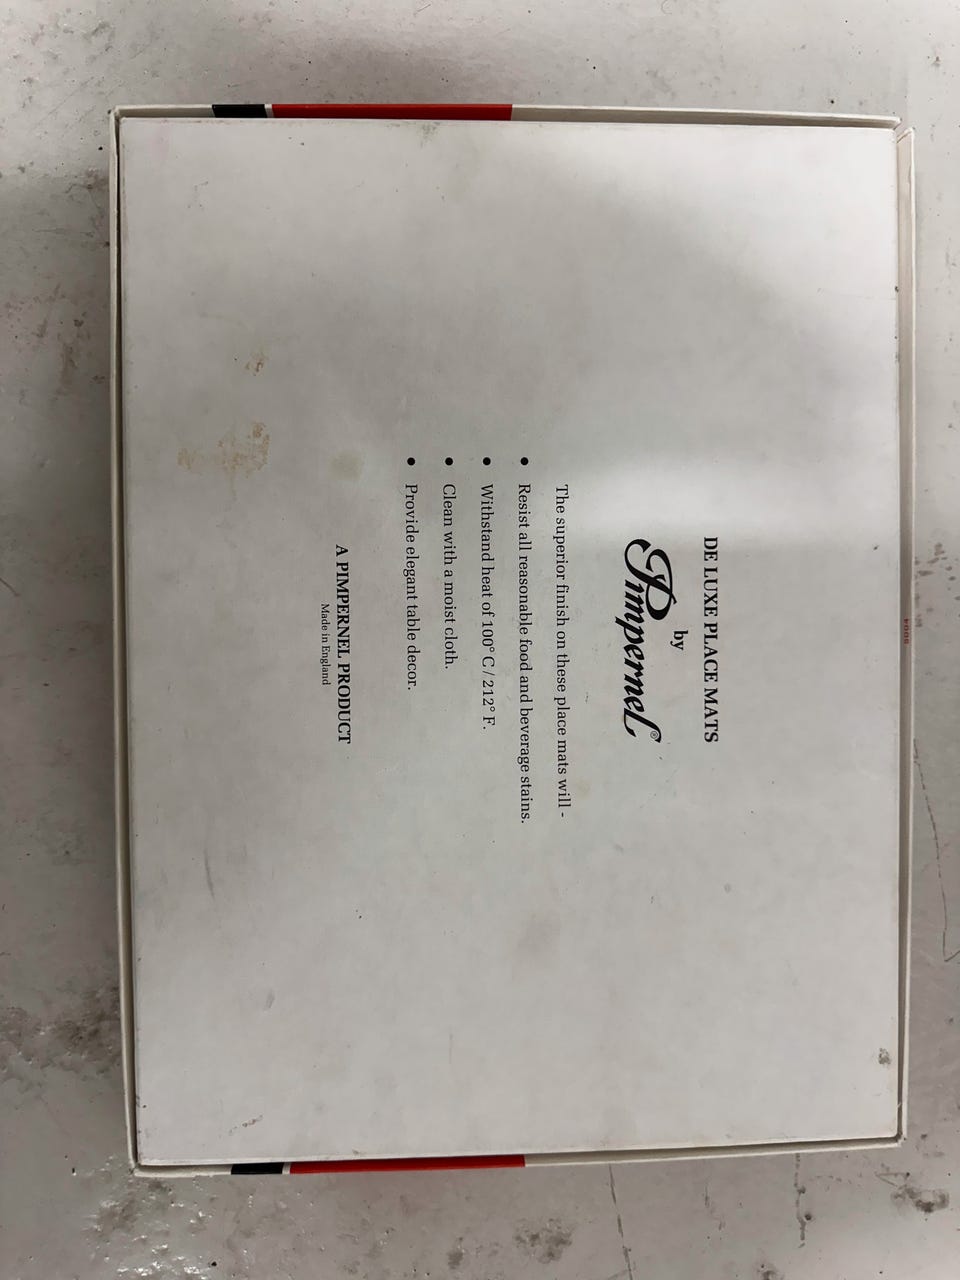 DE LUXE PLACE MATS
by
Pimpernel®
The superior finish on these place mats will -
• Resist all reasonable food and beverage stains.
• Withstand heat of 100° C / 212° F.
• Clean with a moist cloth.
• Provide elegant table decor.
A PIMPERNEL PRODUCT
Made in England